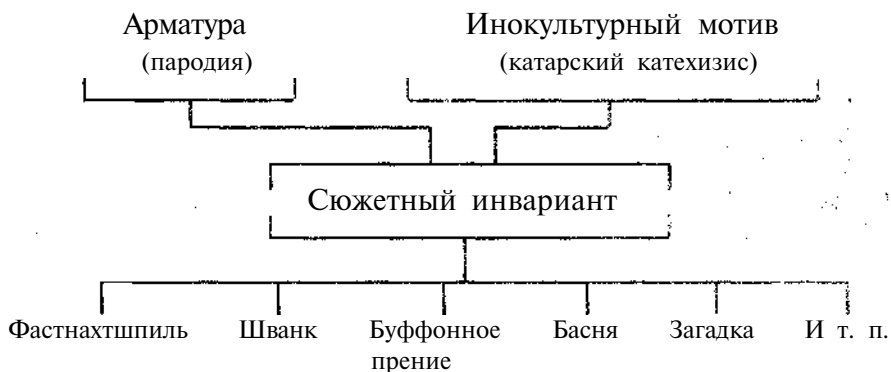 Арматура Инокультурный мотив
(пародия) (катарский катехизис)
Сюжетный инвариант
Фастнахтшпиль Шванк Буффонное Басня Загадка И т. п.
прение